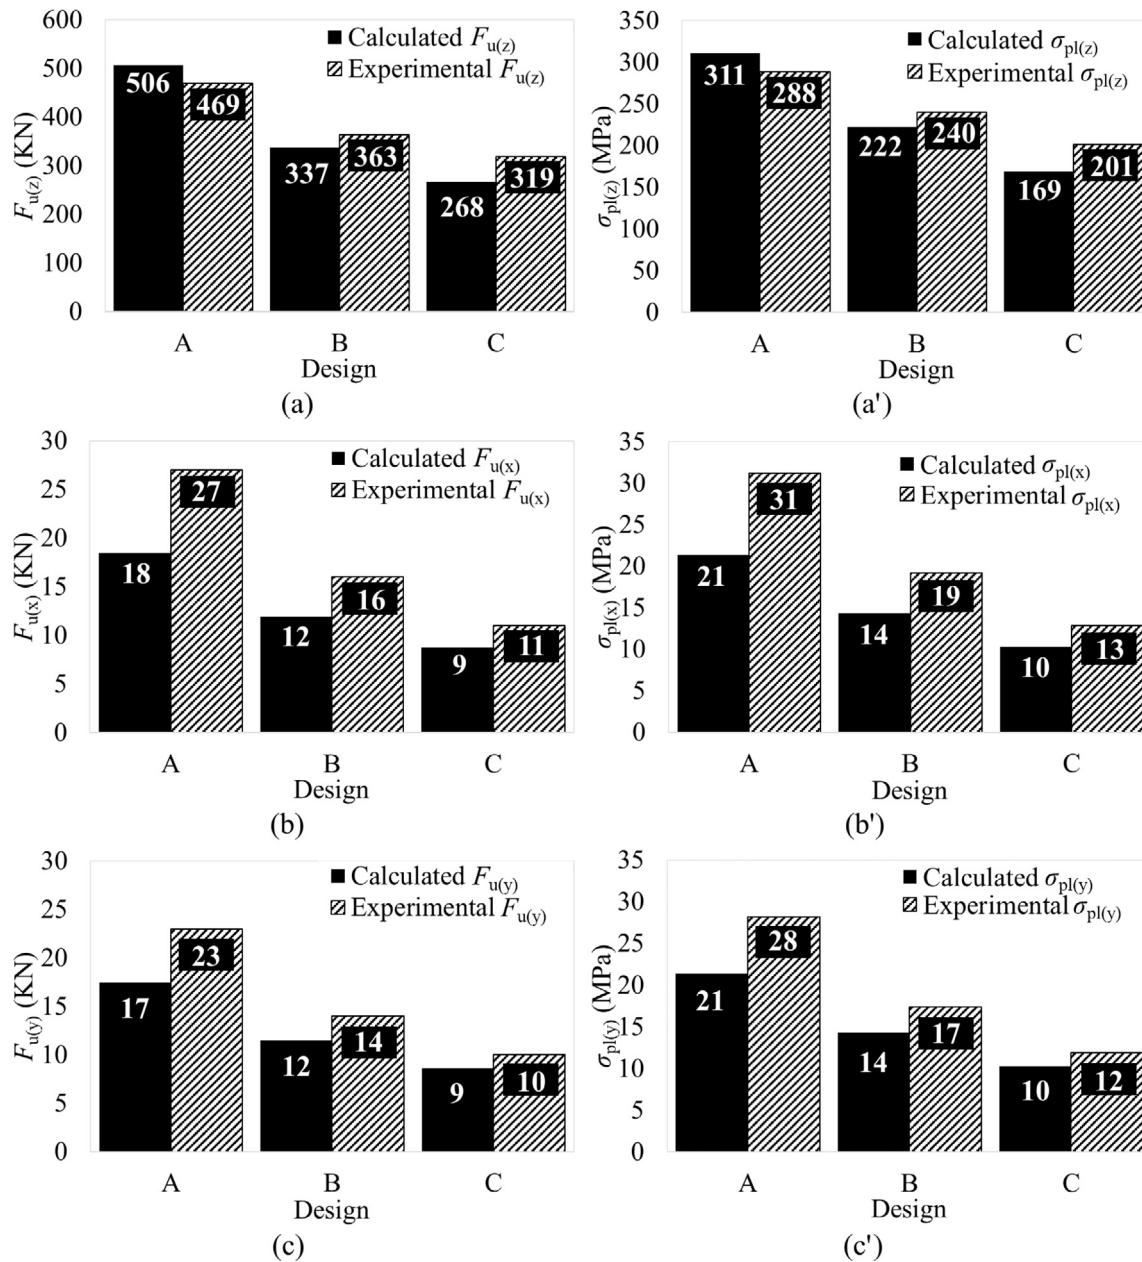 600
500
400
300
200
100
0
F_u(z) (KN)
Calculated F_u(z)
Experimental F_u(z)
506
469
337
363
268
319
A B C
Design
(a)
350
300
250
200
150
100
50
0
σ_pl(z) (MPa)
Calculated σ_pl(z)
Experimental σ_pl(z)
311
288
222
240
169
201
A B C
Design
(a')
30
25
20
15
10
5
0
F_u(x) (KN)
Calculated F_u(x)
Experimental F_u(x)
18
27
12
16
9
11
A B C
Design
(b)
35
30
25
20
15
10
5
0
σ_pl(x) (MPa)
Calculated σ_pl(x)
Experimental σ_pl(x)
21
31
14
19
10
13
A B C
Design
(b')
30
25
20
15
10
5
0
F_u(y) (KN)
Calculated F_u(y)
Experimental F_u(y)
17
23
12
14
9
10
A B C
Design
(c)
35
30
25
20
15
10
5
0
σ_pl(y) (MPa)
Calculated σ_pl(y)
Experimental σ_pl(y)
21
28
14
17
10
12
A B C
Design
(c')